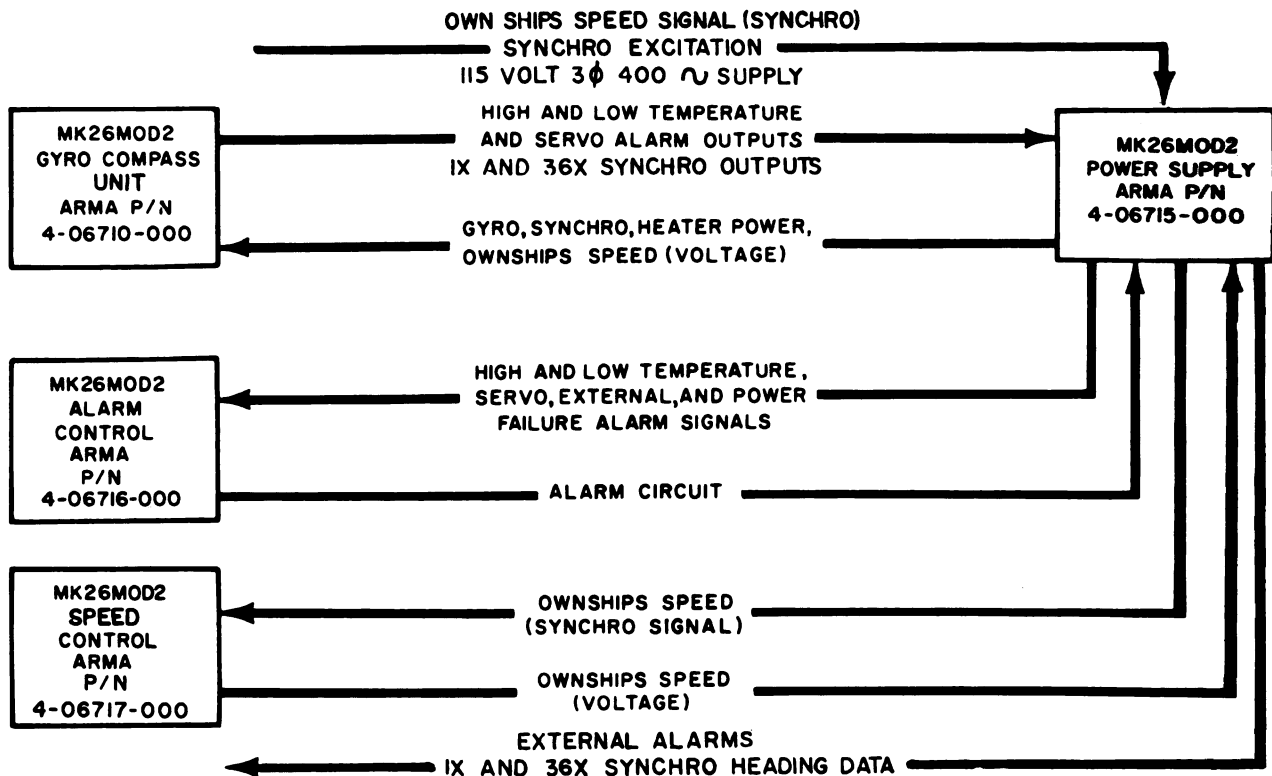 OWN SHIPS SPEED SIGNAL (SYNCHRO)
SYNCHRO EXCITATION
115 VOLT 3ϕ 400 ∿ SUPPLY
MK26MOD2
GYRO COMPASS
UNIT
ARMA P/N
4-06710-000
HIGH AND LOW TEMPERATURE
AND SERVO ALARM OUTPUTS
1X AND 36X SYNCHRO OUTPUTS
MK26MOD2
POWER SUPPLY
ARMA P/N
4-06715-000
GYRO, SYNCHRO, HEATER POWER,
OWNSHIPS SPEED (VOLTAGE)
MK26MOD2
ALARM
CONTROL
ARMA
P/N
4-06716-000
HIGH AND LOW TEMPERATURE,
SERVO, EXTERNAL, AND POWER
FAILURE ALARM SIGNALS
ALARM CIRCUIT
MK26MOD2
SPEED
CONTROL
ARMA
P/N
4-06717-000
OWNSHIPS SPEED
(SYNCHRO SIGNAL)
OWNSHIPS SPEED
(VOLTAGE)
EXTERNAL ALARMS
1X AND 36X SYNCHRO HEADING DATA